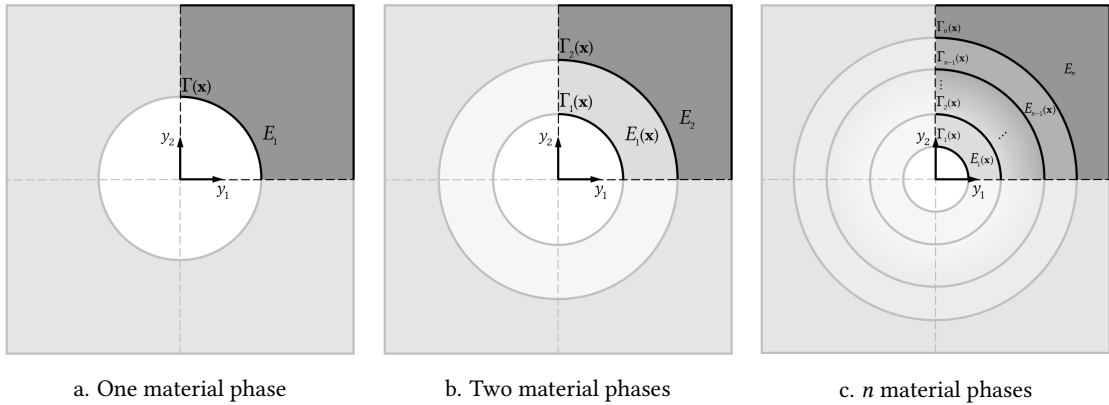 Γ(x)
E₁
y₂
y₁
Γ₂(x)
Γ₁(x)
E₁(x)
E₂
y₂
y₁
Γₙ(x)
Γₙ₋₁(x)
⋮
Γ₂(x)
Γ₁(x)
Eₙ
Eₙ₋₁(x)
⋰
E₁(x)
y₂
y₁
a. One material phase
b. Two material phases
c. n material phases